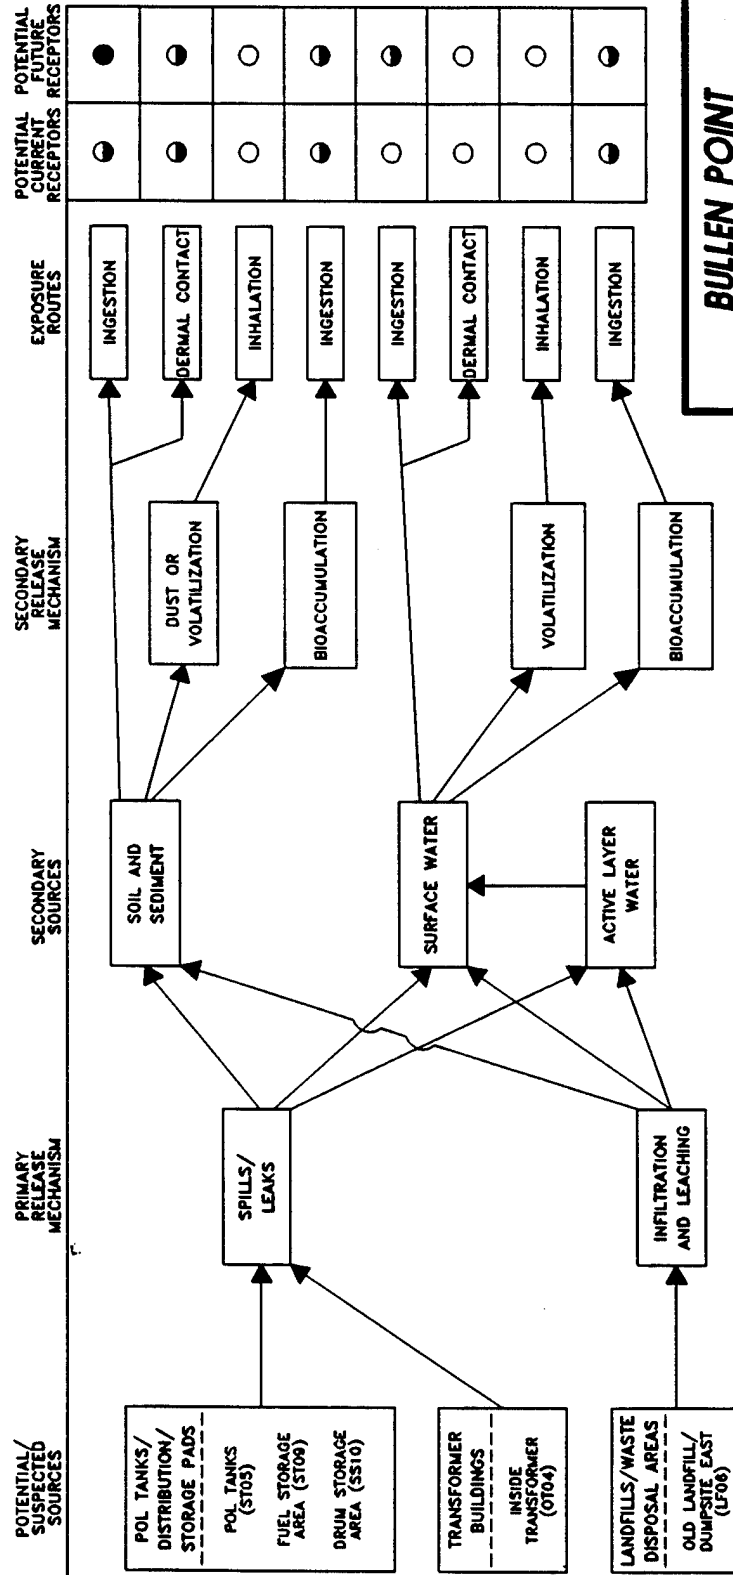 POTENTIAL/
SUSPECTED
SOURCES
PRIMARY
RELEASE
MECHANISM
SECONDARY
SOURCES
SECONDARY
RELEASE
MECHANISM
EXPOSURE
ROUTES
POTENTIAL
CURRENT
RECEPTORS
POTENTIAL
FUTURE
RECEPTORS
POL TANKS/
DISTRIBUTION/
STORAGE PADS
POL TANKS
(ST05)
FUEL STORAGE
AREA (ST09)
DRUM STORAGE
AREA (SS10)
TRANSFORMER
BUILDINGS
INSIDE
TRANSFORMER
(OT04)
LANDFILLS/WASTE
DISPOSAL AREAS
OLD LANDFILL/
DUMPSITE EAST
(LF06)
SPILLS/
LEAKS
INFILTRATION
AND LEACHING
SOIL AND
SEDIMENT
SURFACE WATER
ACTIVE LAYER
WATER
DUST OR
VOLATILIZATION
BIOACCUMULATION
VOLATILIZATION
BIOACCUMULATION
INGESTION
DERMAL CONTACT
INHALATION
INGESTION
INGESTION
DERMAL CONTACT
INHALATION
INGESTION
BULLEN POINT